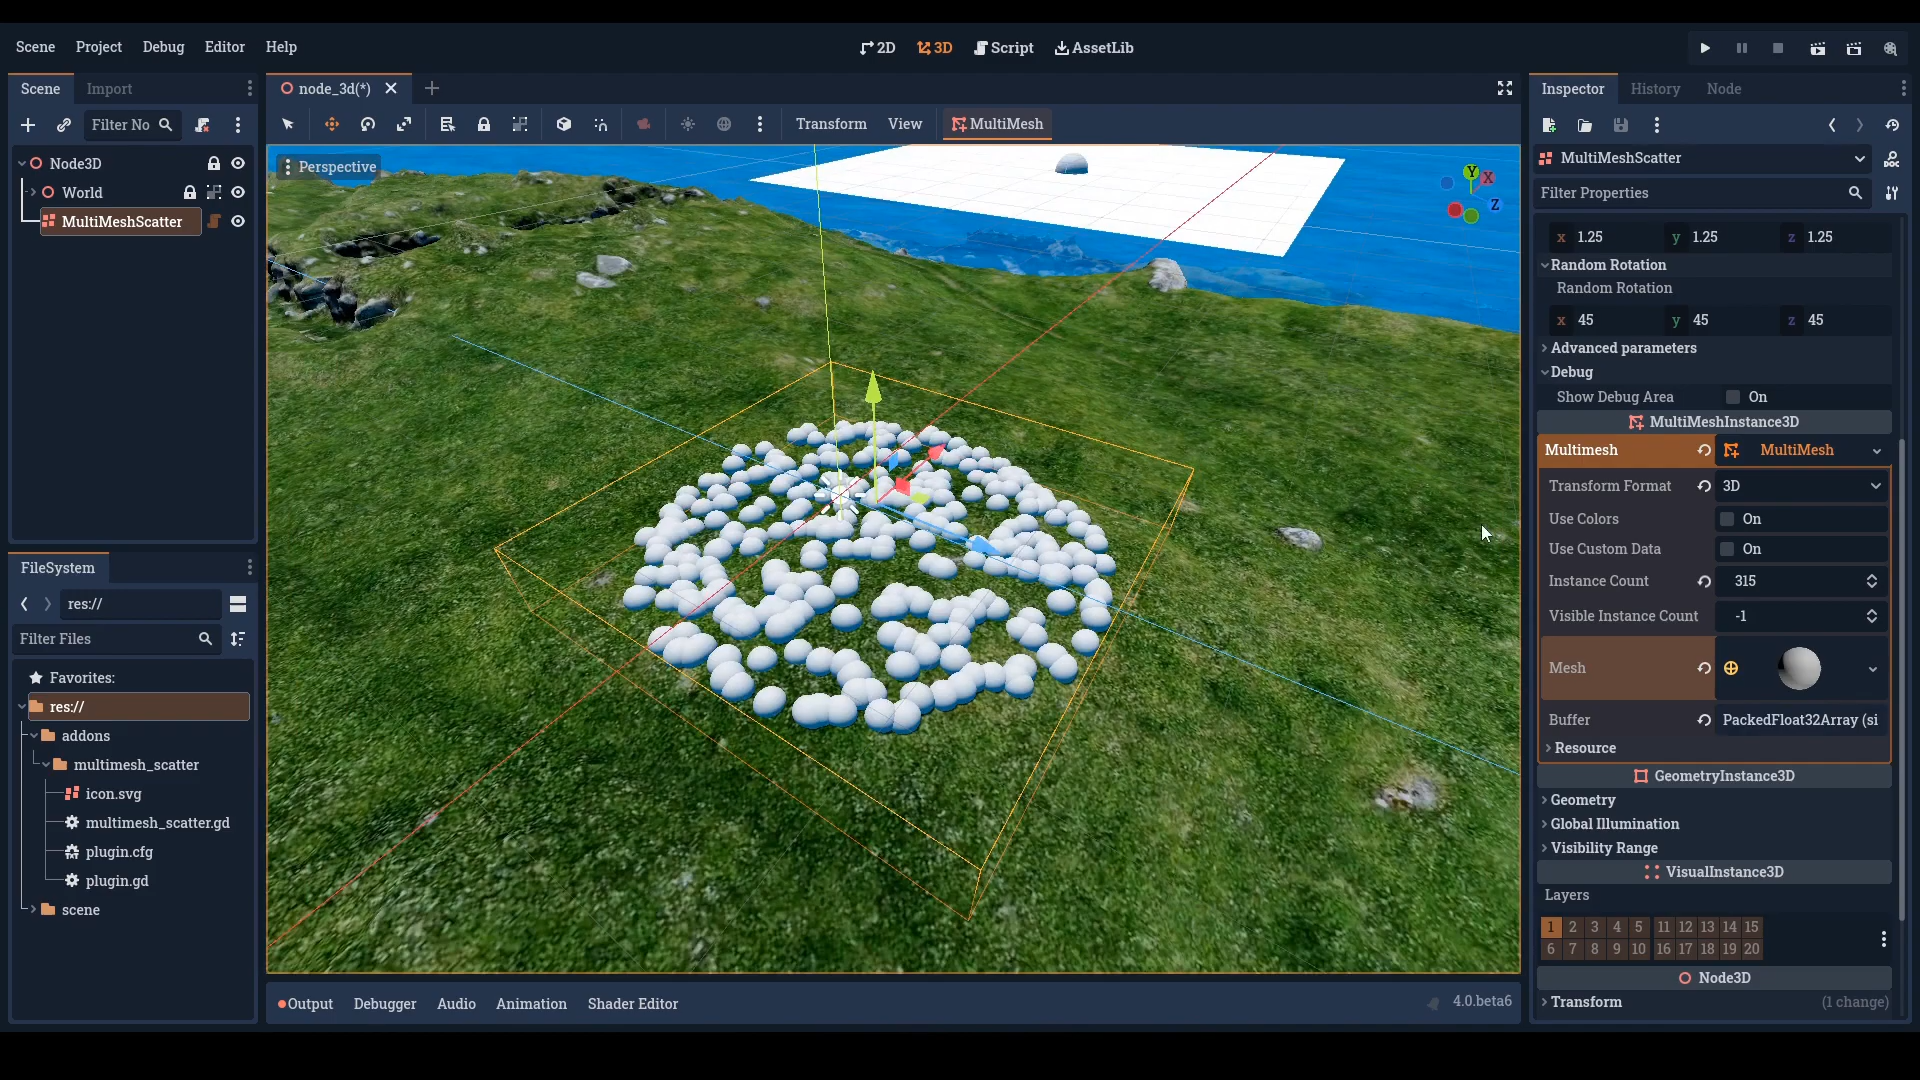 Scene Project Debug Editor Help
2D 3D Script AssetLib
Scene Import
Filter No
Node3D
World
MultiMeshScatter
FileSystem
res://
Filter Files
Favorites:
res://
addons
multimesh_scatter
icon.svg
multimesh_scatter.gd
plugin.cfg
plugin.gd
scene
node_3d(*)
Transform View MultiMesh
Perspective
Y X Z
Output Debugger Audio Animation Shader Editor
4.0.beta6
Inspector History Node
MultiMeshScatter
Filter Properties
x 1.25 y 1.25 z 1.25
Random Rotation
Random Rotation
x 45 y 45 z 45
Advanced parameters
Debug
Show Debug Area On
MultiMeshInstance3D
Multimesh MultiMesh
Transform Format 3D
Use Colors On
Use Custom Data On
Instance Count 315
Visible Instance Count -1
Mesh
Buffer PackedFloat32Array (si
Resource
GeometryInstance3D
Geometry
Global Illumination
Visibility Range
VisualInstance3D
Layers
1 2 3 4 5 11 12 13 14 15
6 7 8 9 10 16 17 18 19 20
Node3D
Transform (1 change)